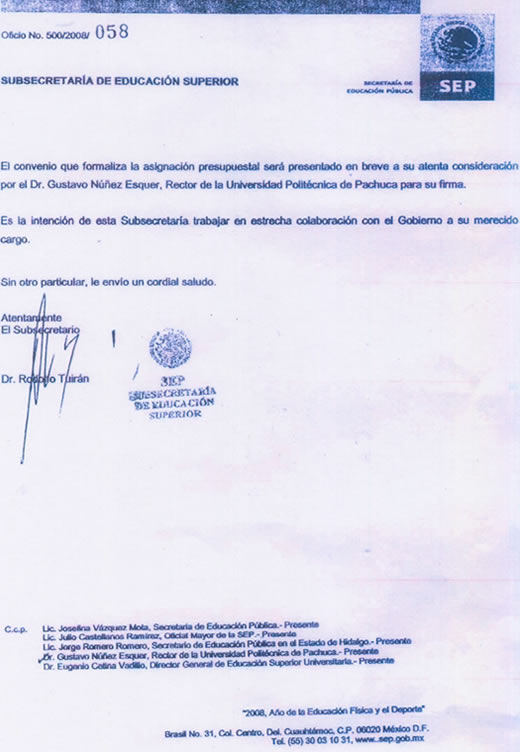 Oficio No. 500/2008/ 058
SUBSECRETARÍA DE EDUCACIÓN SUPERIOR
SECRETARÍA DE
EDUCACIÓN PÚBLICA
SEP
El convenio que formaliza la asignación presupuestal será presentado en breve a su atenta consideración
por el Dr. Gustavo Núñez Esquer, Rector de la Universidad Politécnica de Pachuca para su firma.
Es la intención de esta Subsecretaría trabajar en estrecha colaboración con el Gobierno a su merecido
cargo.
Sin otro particular, le envío un cordial saludo.
Atentamente
El Subsecretario
Dr. Rodolfo Tuirán
SEP
SUBSECRETARÍA
DE EDUCACIÓN
SUPERIOR
C.c.p. Lic. Josefina Vázquez Mota, Secretaria de Educación Pública.- Presente
Lic. Julio Castellanos Ramírez, Oficial Mayor de la SEP.- Presente
Lic. Jorge Romero Romero, Secretario de Educación Pública en el Estado de Hidalgo.- Presente
Dr. Gustavo Núñez Esquer, Rector de la Universidad Politécnica de Pachuca.- Presente
Dr. Eugenio Cetina Vadillo, Director General de Educación Superior Universitaria.- Presente
"2008, Año de la Educación Física y el Deporte"
Brasil No. 31, Col. Centro, Del. Cuauhtémoc, C.P. 06020 México D.F.
Tel. (55) 30 03 10 31, www.sep.gob.mx